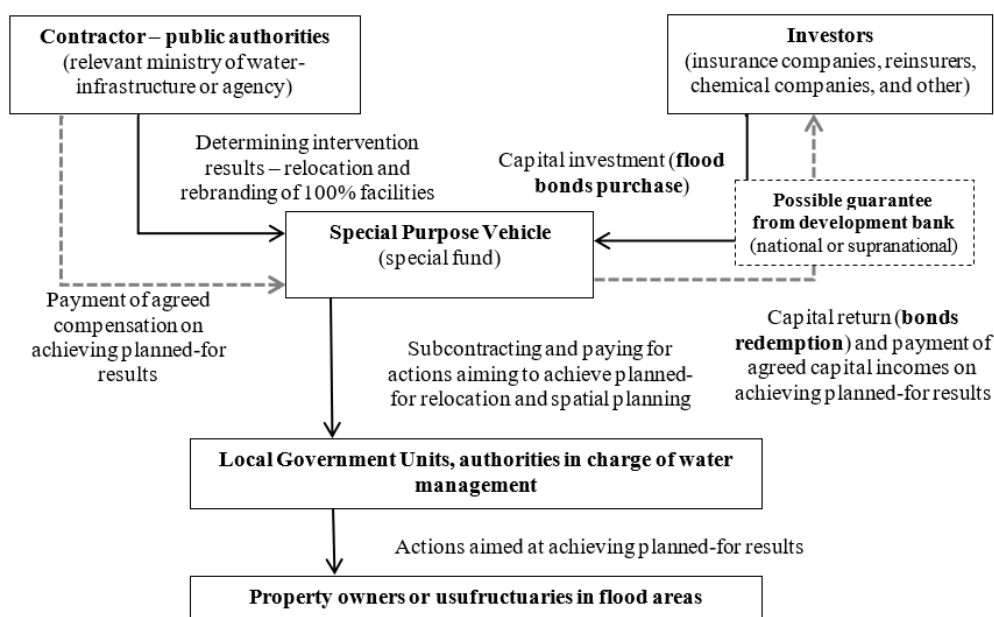 Contractor – public authorities
(relevant ministry of water-
infrastructure or agency)
Investors
(insurance companies, reinsurers,
chemical companies, and other)
Determining intervention
results – relocation and
rebranding of 100% facilities
Capital investment (flood
bonds purchase)
Possible guarantee
from development bank
(national or supranational)
Special Purpose Vehicle
(special fund)
Payment of agreed
compensation on
achieving planned-for
results
Capital return (bonds
redemption) and payment of
agreed capital incomes on
achieving planned-for results
Subcontracting and paying for
actions aiming to achieve planned-
for relocation and spatial planning
Local Government Units, authorities in charge of water
management
Actions aimed at achieving planned-for results
Property owners or usufructuaries in flood areas